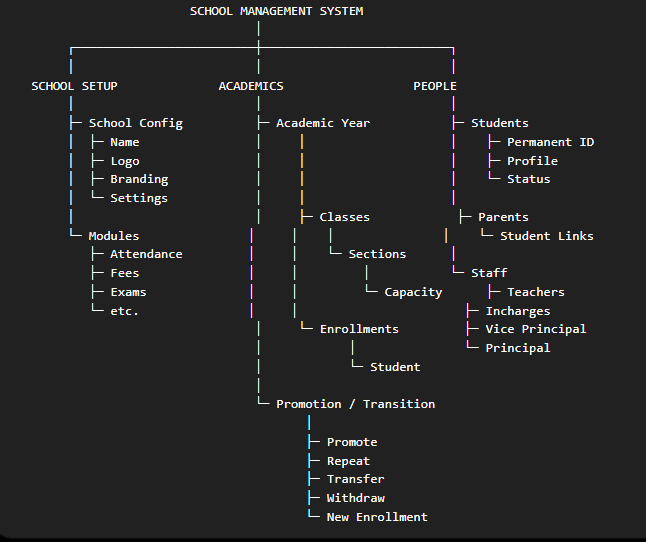 SCHOOL MANAGEMENT SYSTEM
SCHOOL SETUP ACADEMICS PEOPLE
School Config Academic Year Students
Name Permanent ID
Logo Profile
Branding Status
Settings
Classes Parents
Modules Student Links
Attendance Sections
Fees Staff
Exams Capacity Teachers
etc. Incharges
Enrollments Vice Principal
Principal
Student
Promotion / Transition
Promote
Repeat
Transfer
Withdraw
New Enrollment